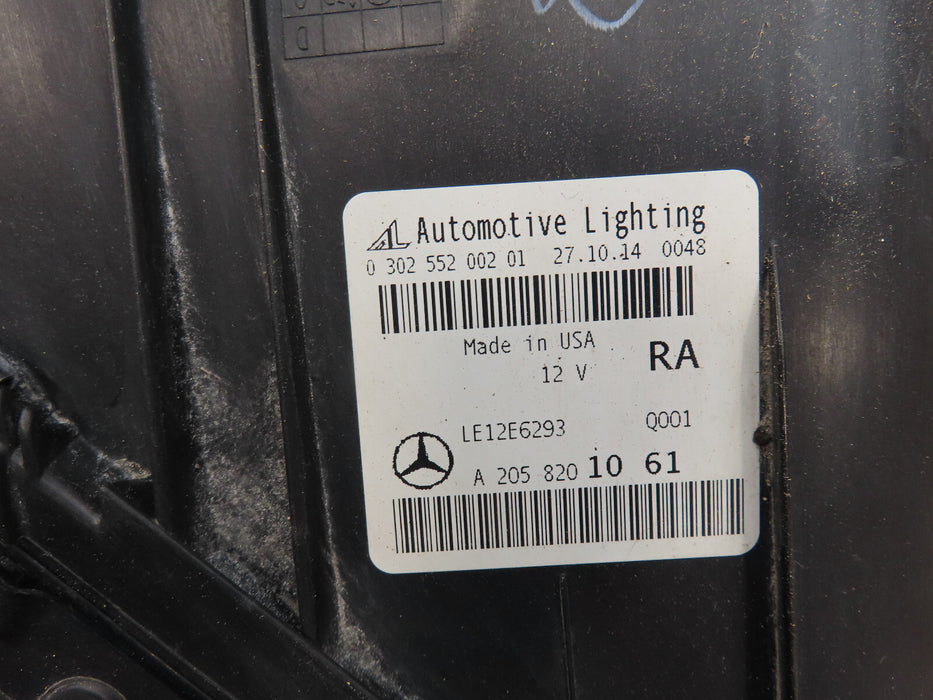 D
AL Automotive Lighting
0 302 552 002 01 27.10.14 0048
Made in USA
RA
12 V
LE12E6293 Q001
A 205 820 10 61